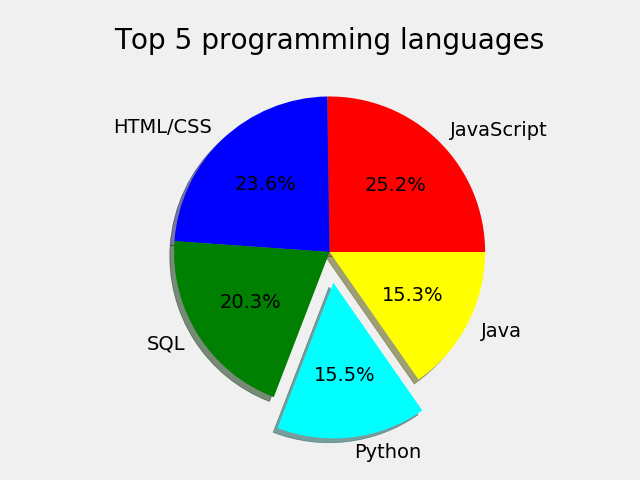 Top 5 programming languages
HTML/CSS
JavaScript
23.6%
25.2%
20.3%
15.3%
SQL
Java
15.5%
Python